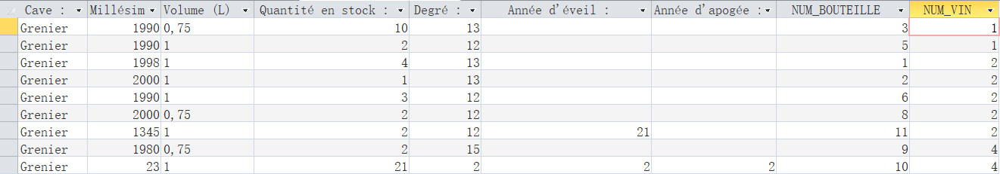 Cave : Millésim Volume (L) Quantité en stock : Degré : Année d'éveil : Année d'apogée : NUM_BOUTEILLE NUM_VIN
Grenier 1990 0,75 10 13 3 1
Grenier 1990 1 2 12 5 1
Grenier 1998 1 4 13 1 2
Grenier 2000 1 1 13 2 2
Grenier 1990 1 3 12 6 2
Grenier 2000 0,75 2 12 8 2
Grenier 1345 1 2 12 21 11 2
Grenier 1980 0,75 2 15 9 4
Grenier 23 1 21 2 2 2 10 4